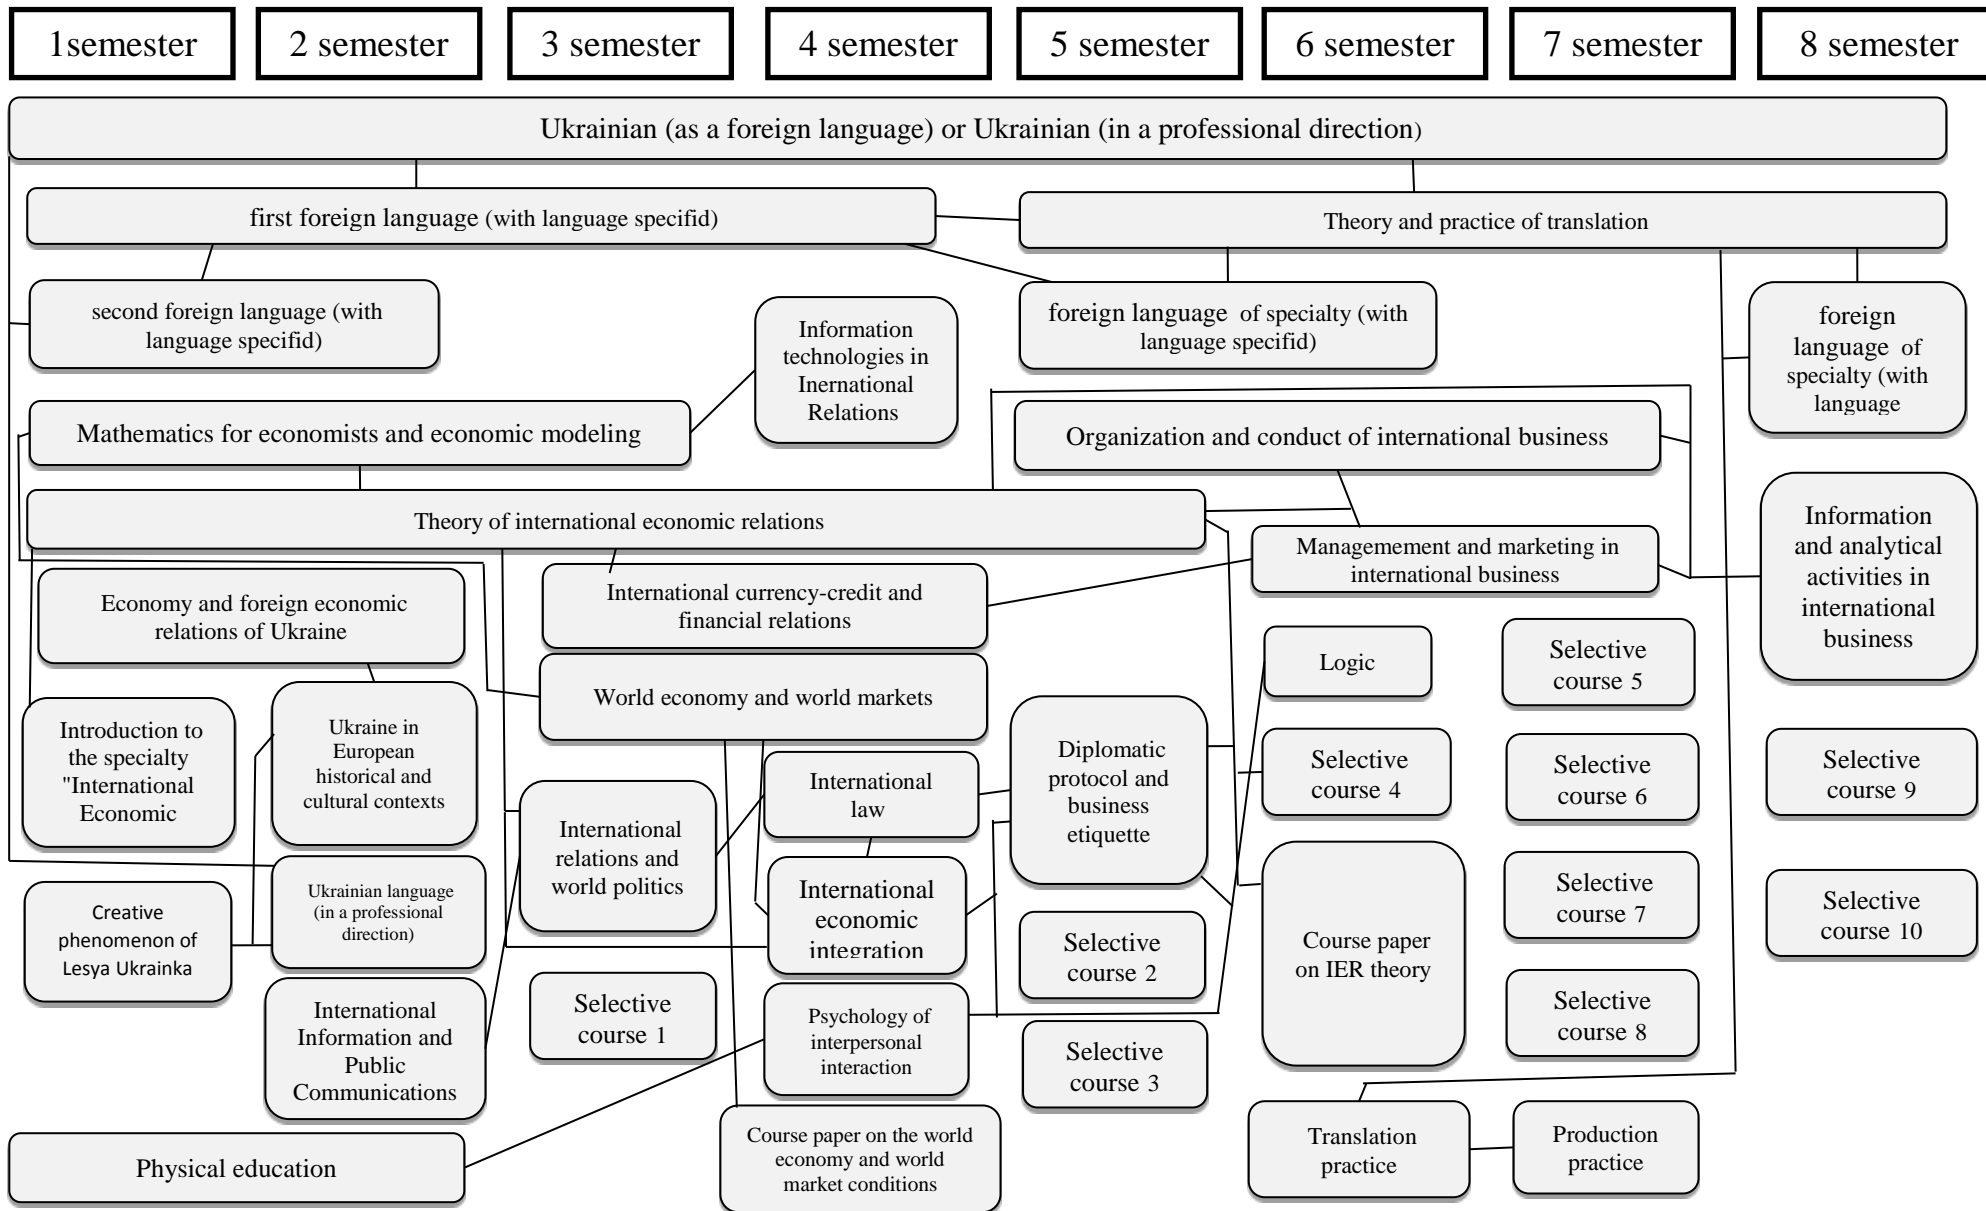 1semester
2 semester
3 semester
4 semester
5 semester
6 semester
7 semester
8 semester
Ukrainian (as a foreign language) or Ukrainian (in a professional direction)
first foreign language (with language specifid)
Theory and practice of translation
second foreign language (with
language specifid)
Information
technologies in
Inernational
Relations
foreign language of specialty (with
language specifid)
foreign
language of
specialty (with
language
Mathematics for economists and economic modeling
Organization and conduct of international business
Theory of international economic relations
Managemement and marketing in
international business
Information
and analytical
activities in
international
business
Economy and foreign economic
relations of Ukraine
International currency-credit and
financial relations
Logic
Selective
course 5
World economy and world markets
Introduction to
the specialty
"International
Economic
Ukraine in
European
historical and
cultural contexts
Diplomatic
protocol and
business
etiquette
International
law
Selective
course 4
Selective
course 6
Selective
course 9
International
relations and
world politics
Creative
phenomenon of
Lesya Ukrainka
Ukrainian language
(in a professional
direction)
International
economic
integration
Selective
course 2
Course paper
on IER theory
Selective
course 7
Selective
course 10
International
Information and
Public
Communications
Selective
course 1
Psychology of
interpersonal
interaction
Selective
course 3
Selective
course 8
Physical education
Course paper on the world
economy and world
market conditions
Translation
practice
Production
practice